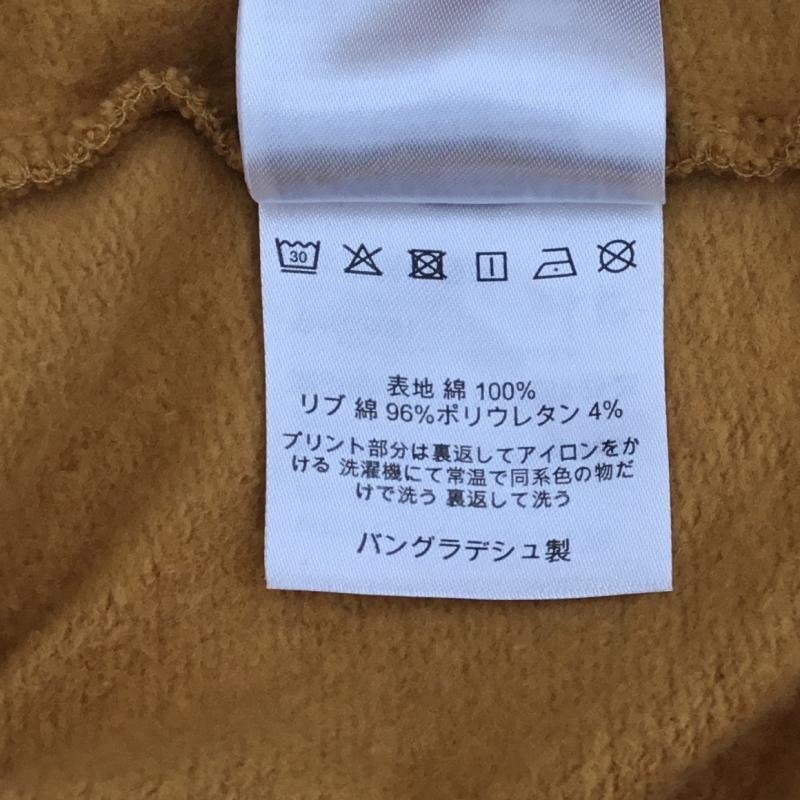 30
表地 綿 100%
リブ 綿 96%ポリウレタン 4%
プリント部分は裏返してアイロンをか
ける 洗濯機にて常温で同系色の物だ
けで洗う 裏返して洗う
バングラデシュ製